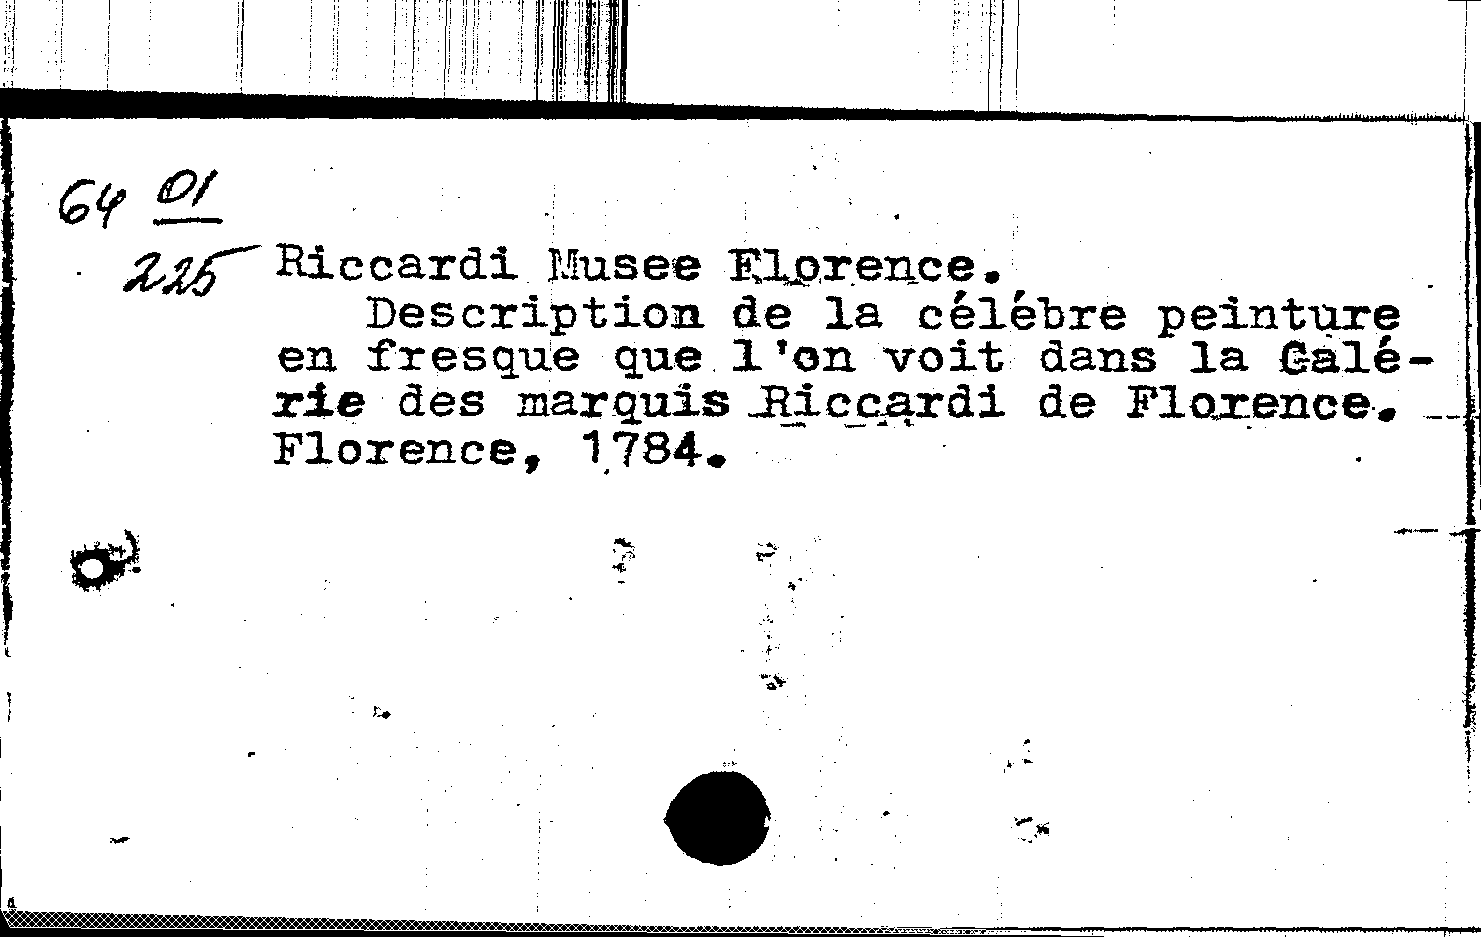 64 01
225 Riccardi Musee Florence.
Description de la célébre peinture
en fresque que l'on voit dans la Galé-
rie des marquis Riccardi de Florence.
Florence, 1784.